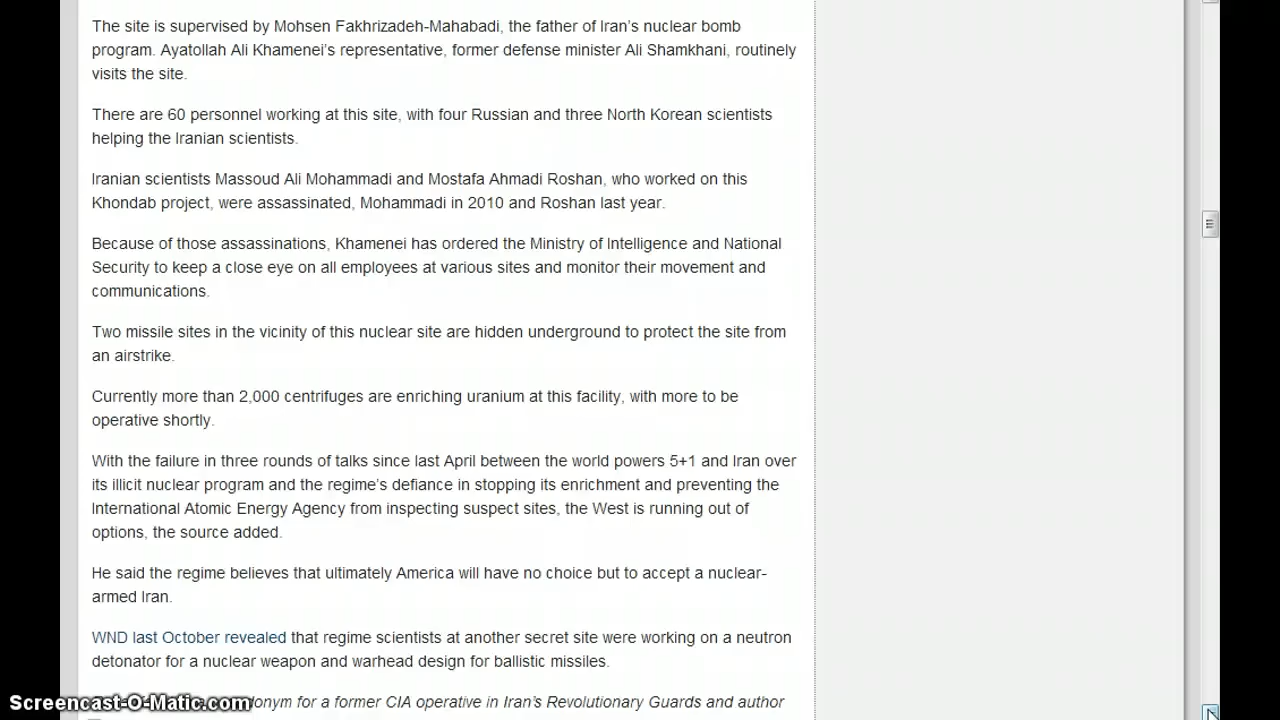 The site is supervised by Mohsen Fakhrizadeh-Mahabadi, the father of Iran's nuclear bomb
program. Ayatollah Ali Khamenei's representative, former defense minister Ali Shamkhani, routinely
visits the site.
There are 60 personnel working at this site, with four Russian and three North Korean scientists
helping the Iranian scientists.
Iranian scientists Massoud Ali Mohammadi and Mostafa Ahmadi Roshan, who worked on this
Khondab project, were assassinated, Mohammadi in 2010 and Roshan last year.
Because of those assassinations, Khamenei has ordered the Ministry of Intelligence and National
Security to keep a close eye on all employees at various sites and monitor their movement and
communications.
Two missile sites in the vicinity of this nuclear site are hidden underground to protect the site from
an airstrike.
Currently more than 2,000 centrifuges are enriching uranium at this facility, with more to be
operative shortly.
With the failure in three rounds of talks since last April between the world powers 5+1 and Iran over
its illicit nuclear program and the regime's defiance in stopping its enrichment and preventing the
International Atomic Energy Agency from inspecting suspect sites, the West is running out of
options, the source added.
He said the regime believes that ultimately America will have no choice but to accept a nuclear-
armed Iran.
WND last October revealed that regime scientists at another secret site were working on a neutron
detonator for a nuclear weapon and warhead design for ballistic missiles.
Screencast-O-Matic.com for a former CIA operative in Iran's Revolutionary Guards and author